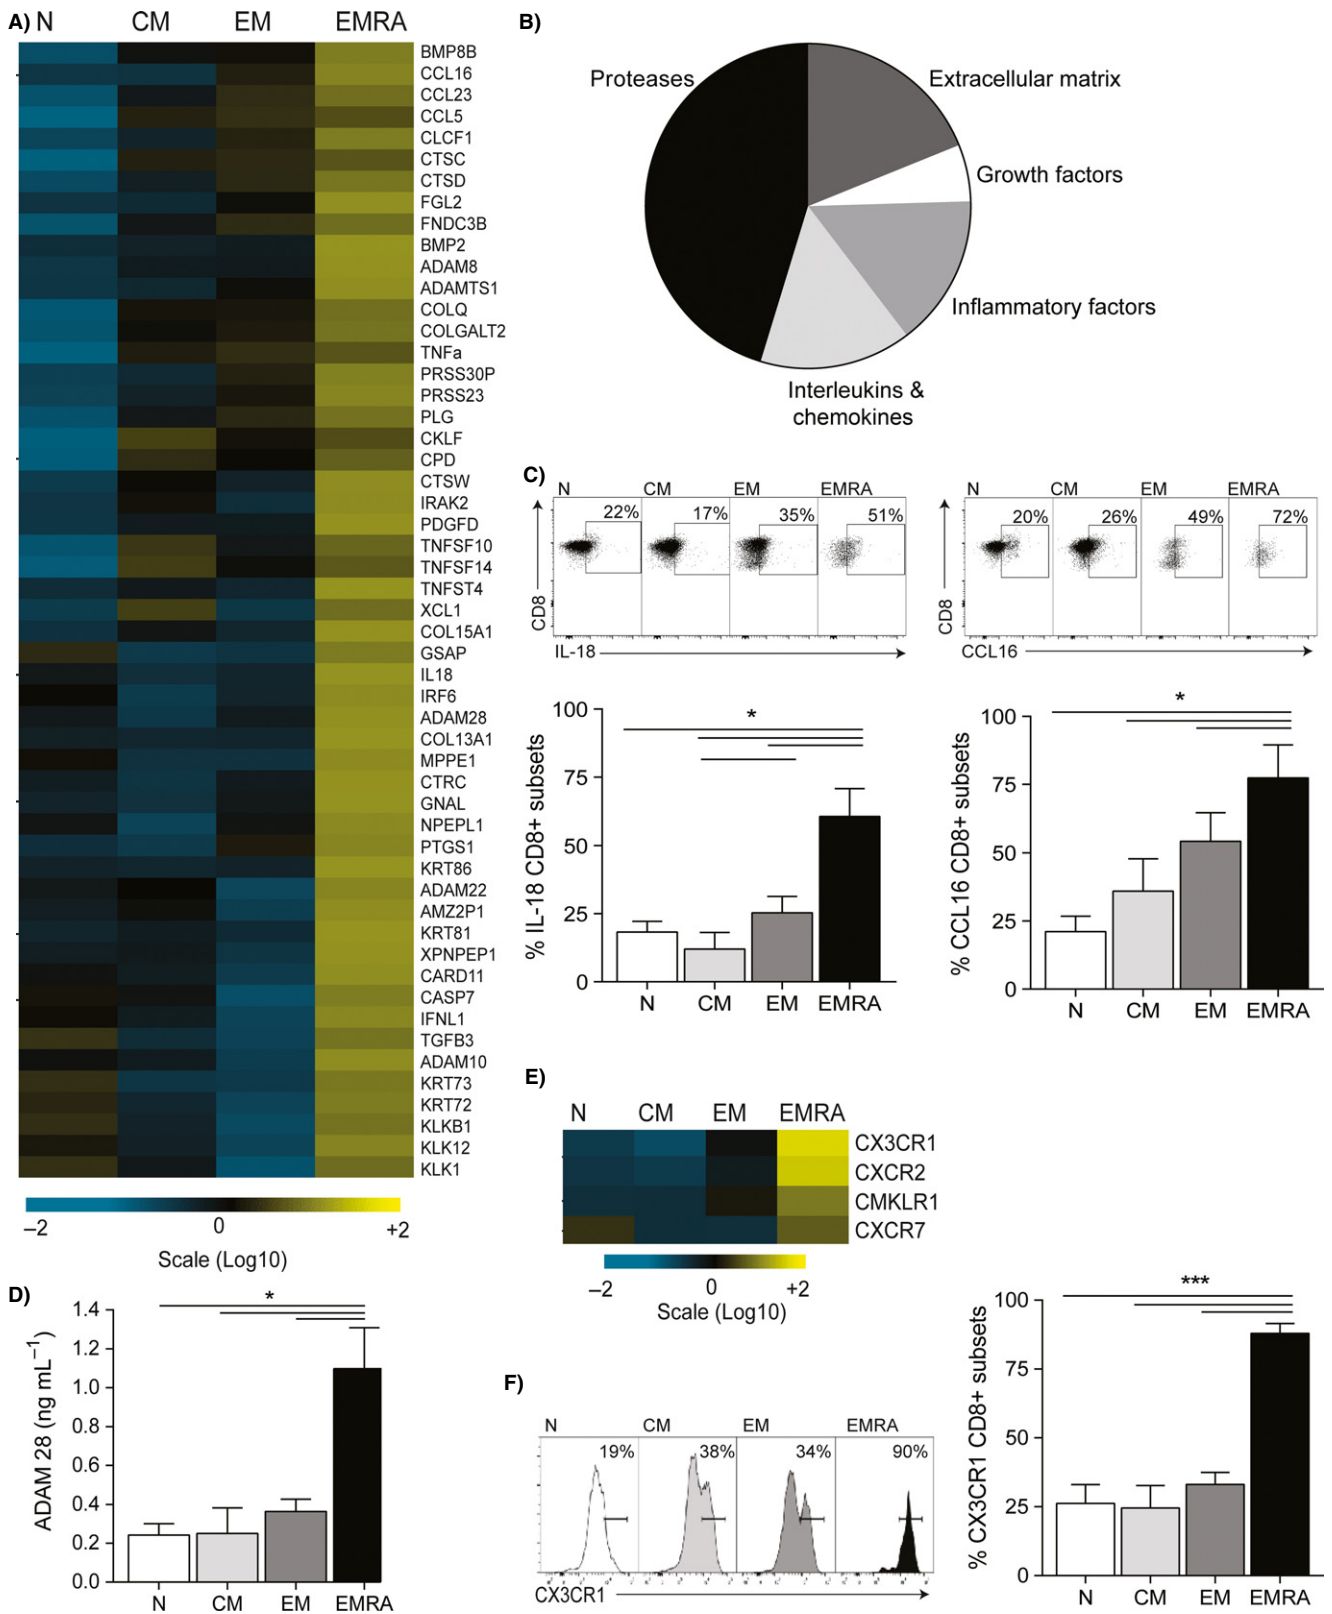 A)
N CM EM EMRA
BMP8B
CCL16
CCL23
CCL5
CLCF1
CTSC
CTSD
FGL2
FNDC3B
BMP2
ADAM8
ADAMTS1
COLQ
COLGALT2
TNFa
PRSS30P
PRSS23
PLG
CKLF
CPD
CTSW
IRAK2
PDGFD
TNFSF10
TNFSF14
TNFST4
XCL1
COL15A1
GSAP
IL18
IRF6
ADAM28
COL13A1
MPPE1
CTRC
GNAL
NPEPL1
PTGS1
KRT86
ADAM22
AMZ2P1
KRT81
XPNPEP1
CARD11
CASP7
IFNL1
TGFB3
ADAM10
KRT73
KRT72
KLKB1
KLK12
KLK1
–2 0 +2
Scale (Log10)
B)
Proteases
Extracellular matrix
Growth factors
Inflammatory factors
Interleukins &
chemokines
C)
N CM EM EMRA
22% 17% 35% 51%
CD8
IL-18
N CM EM EMRA
20% 26% 49% 72%
CD8
CCL16
% IL-18 CD8+ subsets
100
75
50
25
0
*
N CM EM EMRA
% CCL16 CD8+ subsets
100
75
50
25
0
*
N CM EM EMRA
D)
ADAM 28 (ng mL–1)
1.4
1.2
1.0
0.8
0.6
0.4
0.2
0.0
*
N CM EM EMRA
E)
N CM EM EMRA
CX3CR1
CXCR2
CMKLR1
CXCR7
–2 0 +2
Scale (Log10)
F)
N CM EM EMRA
19% 38% 34% 90%
CX3CR1
% CX3CR1 CD8+ subsets
100
75
50
25
0
***
N CM EM EMRA